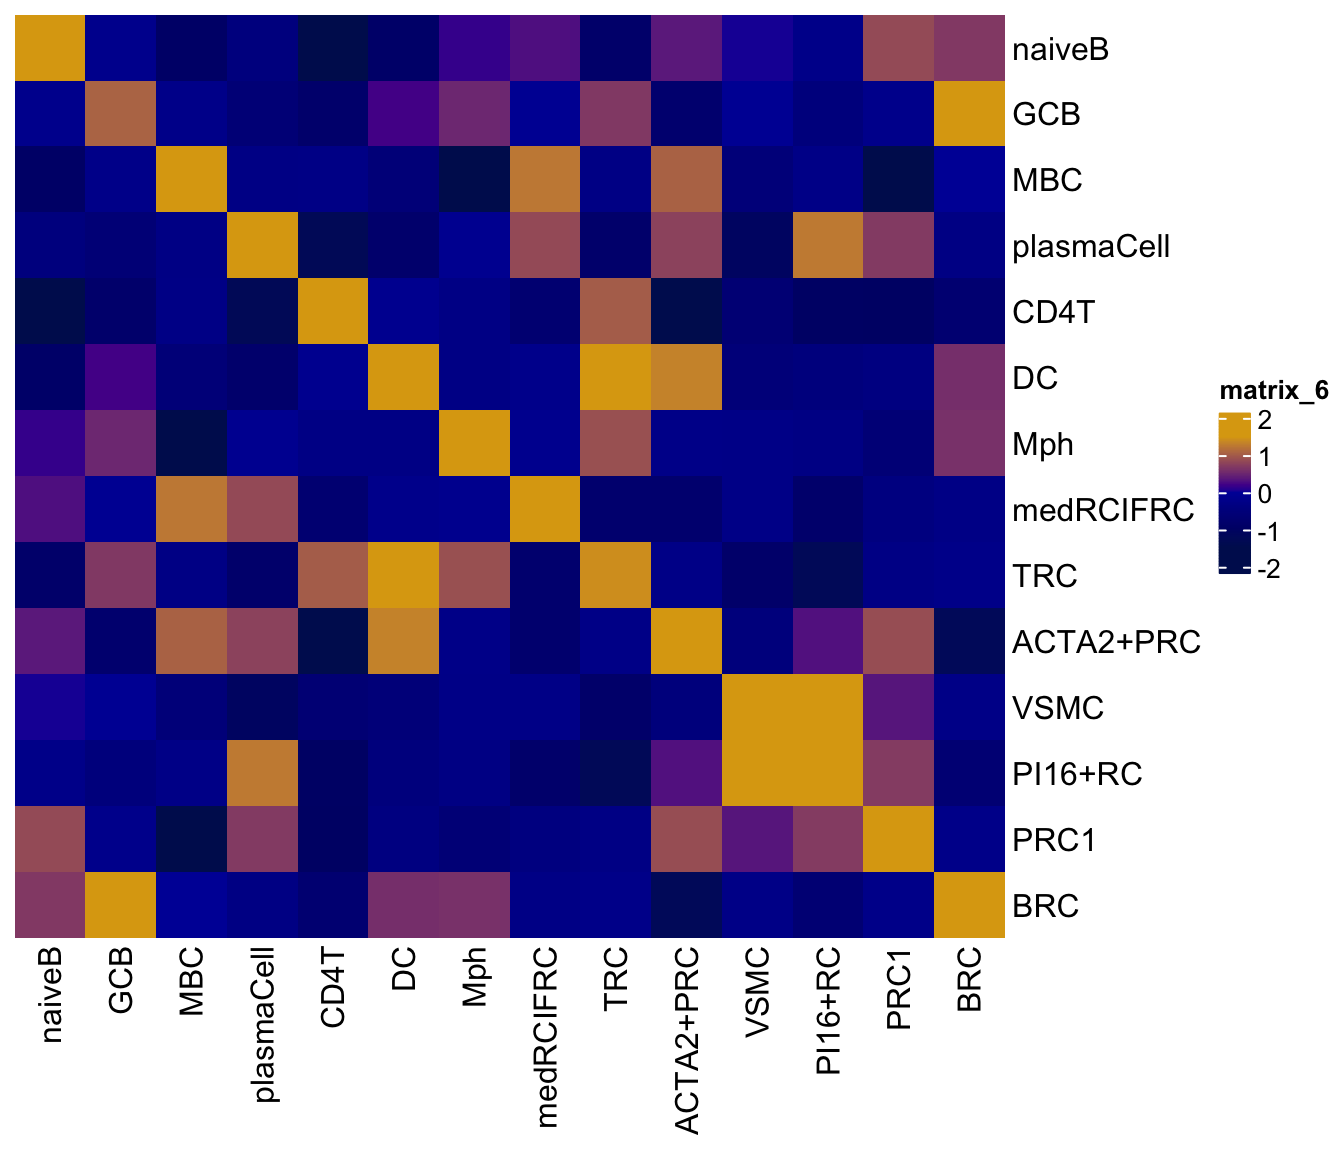 naiveB
GCB
MBC
plasmaCell
CD4T
DC
Mph
medRCIFRC
TRC
ACTA2+PRC
VSMC
PI16+RC
PRC1
BRC
matrix_6
2
1
0
-1
-2
naiveB
GCB
MBC
plasmaCell
CD4T
DC
Mph
medRCIFRC
TRC
ACTA2+PRC
VSMC
PI16+RC
PRC1
BRC